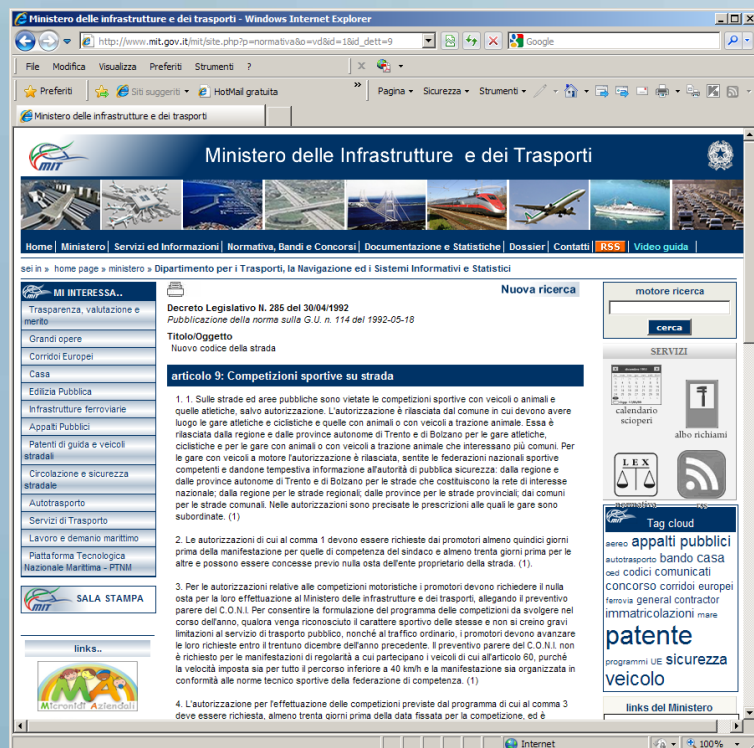 Ministero delle infrastrutture e dei trasporti - Windows Internet Explorer
http://www.mit.gov.it/mit/site.php?p=normativa&o=vd&id=1&id_dett=9
Google
File Modifica Visualizza Preferiti Strumenti ?
Preferiti Siti suggeriti HotMail gratuita » Pagina Sicurezza Strumenti
Ministero delle infrastrutture e dei trasporti
MIT
Ministero delle Infrastrutture e dei Trasporti
Home| Ministero| Servizi ed Informazioni| Normativa, Bandi e Concorsi| Documentazione e Statistiche| Dossier| Contatti| RSS | Video guida |
sei in » home page » ministero » Dipartimento per i Trasporti, la Navigazione ed i Sistemi Informativi e Statistici
MI INTERESSA..
Trasparenza, valutazione e
merito
Grandi opere
Corridoi Europei
Casa
Edilizia Pubblica
Infrastrutture ferroviarie
Appalti Pubblici
Patenti di guida e veicoli
stradali
Circolazione e sicurezza
stradale
Autotrasporto
Servizi di Trasporto
Lavoro e demanio marittimo
Piattaforma Tecnologica
Nazionale Marittima - PTNM
MIT
SALA STAMPA
links..
MA
Micronidi Aziendali
Nuova ricerca
Decreto Legislativo N. 285 del 30/04/1992
Pubblicazione della norma sulla G.U. n. 114 del 1992-05-18
Titolo/Oggetto
Nuovo codice della strada
articolo 9: Competizioni sportive su strada
1. 1. Sulle strade ed aree pubbliche sono vietate le competizioni sportive con veicoli o animali e
quelle atletiche, salvo autorizzazione. L'autorizzazione è rilasciata dal comune in cui devono avere
luogo le gare atletiche e ciclistiche e quelle con animali o con veicoli a trazione animale. Essa è
rilasciata dalla regione e dalle province autonome di Trento e di Bolzano per le gare atletiche,
ciclistiche e per le gare con animali o con veicoli a trazione animale che interessano più comuni. Per
le gare con veicoli a motore l'autorizzazione è rilasciata, sentite le federazioni nazionali sportive
competenti e dandone tempestiva informazione all'autorità di pubblica sicurezza: dalla regione e
dalle province autonome di Trento e di Bolzano per le strade che costituiscono la rete di interesse
nazionale; dalla regione per le strade regionali; dalle province per le strade provinciali; dai comuni
per le strade comunali. Nelle autorizzazioni sono precisate le prescrizioni alle quali le gare sono
subordinate. (1)
2. Le autorizzazioni di cui al comma 1 devono essere richieste dai promotori almeno quindici giorni
prima della manifestazione per quelle di competenza del sindaco e almeno trenta giorni prima per le
altre e possono essere concesse previo nulla osta dell'ente proprietario della strada. (1).
3. Per le autorizzazioni relative alle competizioni motoristiche i promotori devono richiedere il nulla
osta per la loro effettuazione al Ministero delle infrastrutture e dei trasporti, allegando il preventivo
parere del C.O.N.I. Per consentire la formulazione del programma delle competizioni da svolgere nel
corso dell'anno, qualora venga riconosciuto il carattere sportivo delle stesse e non si creino gravi
limitazioni al servizio di trasporto pubblico, nonché al traffico ordinario, i promotori devono avanzare
le loro richieste entro il trentuno dicembre dell'anno precedente. Il preventivo parere del C.O.N.I. non
è richiesto per le manifestazioni di regolarità a cui partecipano i veicoli di cui all'articolo 60, purché
la velocità imposta sia per tutto il percorso inferiore a 40 km/h e la manifestazione sia organizzata in
conformità alle norme tecnico sportive della federazione di competenza. (1)
4. L'autorizzazione per l'effettuazione delle competizioni previste dal programma di cui al comma 3
deve essere richiesta, almeno trenta giorni prima della data fissata per la competizione, ed è
motore ricerca
cerca
SERVIZI
calendario
scioperi
albo richiami
LEX
normativa
rss
Tag cloud
aereo appalti pubblici
autotrasporto bando casa
ced codici comunicati
concorso corridoi europei
ferrovia general contractor
immatricolazioni mare
patente
programmi UE sicurezza
veicolo
links del Ministero
Internet
100%